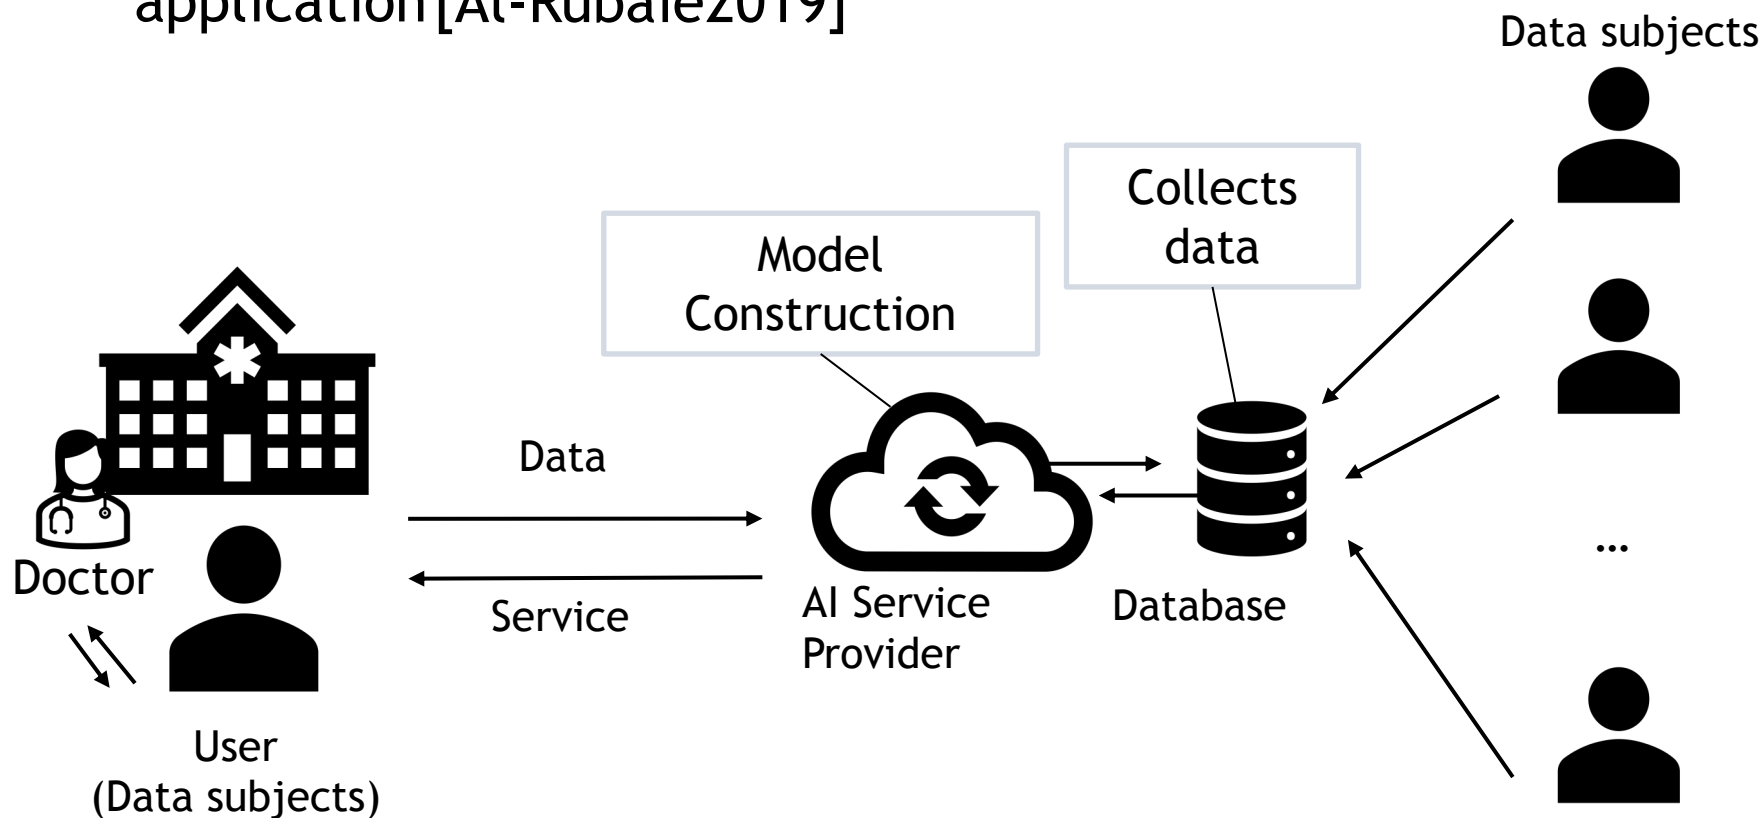 application [Al-Rubaie2019]
Data subjects
Collects
data
Model
Construction
Data
Doctor
Service
AI Service
Provider
Database
...
User
(Data subjects)